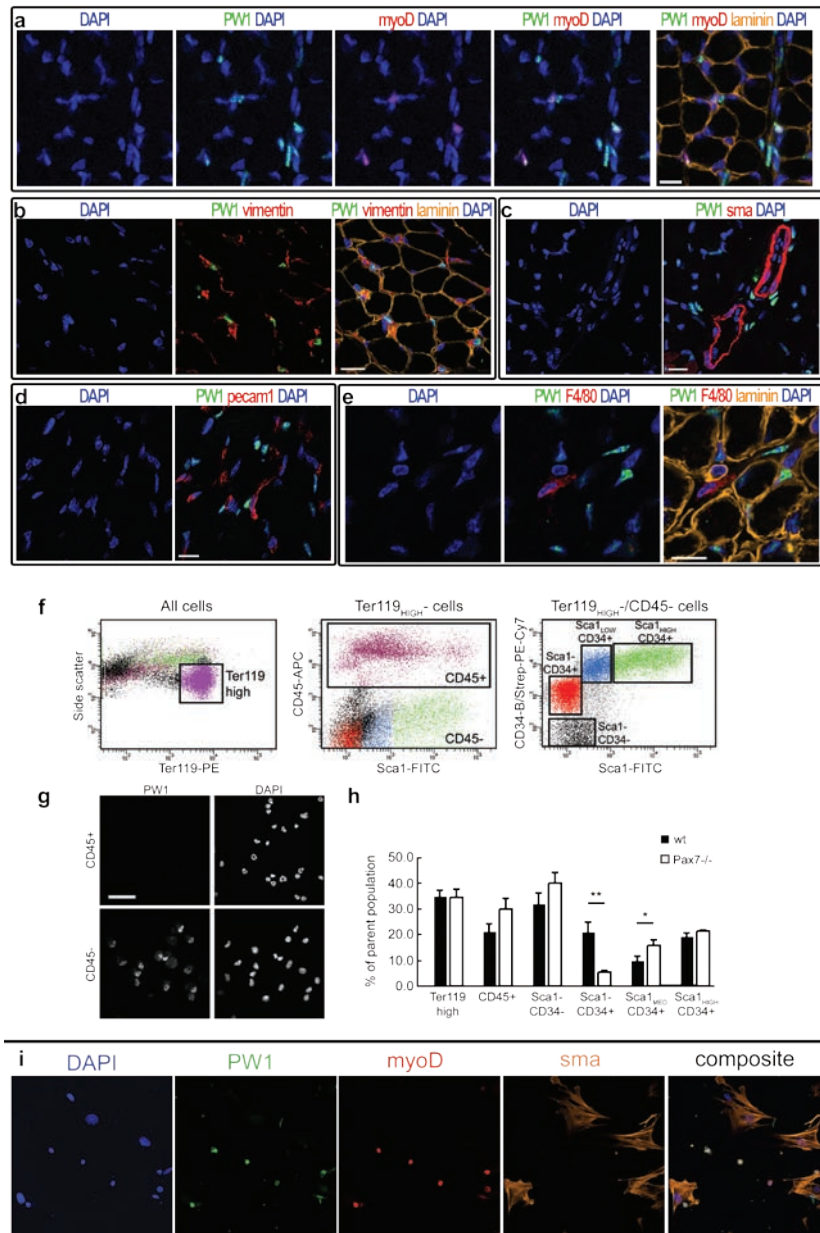 a
DAPI
PW1 DAPI
myoD DAPI
PW1 myoD DAPI
PW1 myoD laminin
b
DAPI
PW1 vimentin
PW1 vimentin laminin DAPI
c
DAPI
PW1 sma DAPI
d
DAPI
PW1 pecam1 DAPI
e
DAPI
PW1 F4/80 DAPI
PW1 F4/80 laminin DAPI
f
All cells
Side scatter
Ter119
high
Ter119-PE
Ter119HIGH- cells
CD45-APC
CD45+
CD45-
Sca1-FITC
Ter119HIGH-/CD45- cells
CD34-B/Strep-PE-Cy7
Sca1LOW
CD34+
Sca1HIGH
CD34+
Sca1-
CD34+
Sca1-
CD34-
Sca1-FITC
g
PW1
DAPI
CD45+
CD45-
h
wt
Pax7-/-
% of parent population
50.0
40.0
30.0
20.0
10.0
0.0
**
*
Ter119
high
CD45+
Sca1-
CD34-
Sca1-
CD34+
Sca1MED
CD34+
Sca1HIGH
CD34+
i
DAPI
PW1
myoD
sma
composite